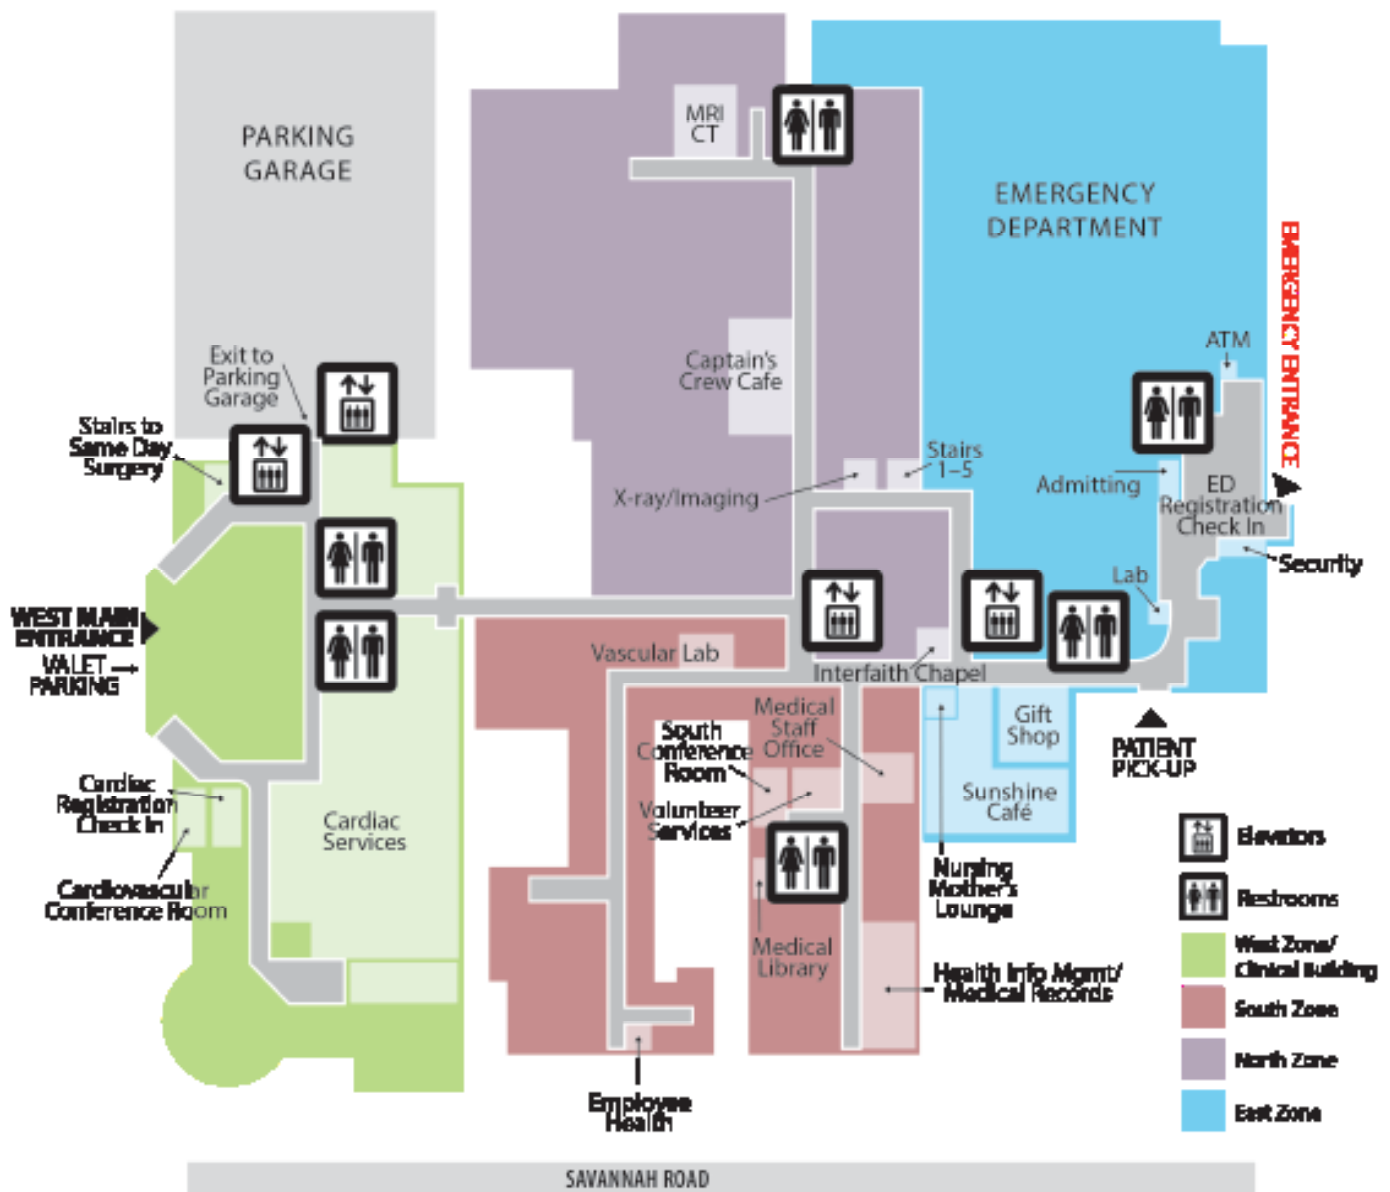 PARKING
GARAGE
MRI
CT
EMERGENCY
DEPARTMENT
EMERGENCY ENTRANCE
ATM
Exit to
Parking
Garage
Captain's
Crew Cafe
Stairs to
Same Day
Surgery
Stairs
1–5
X-ray/Imaging
Admitting
ED
Registration
Check In
Security
Lab
WEST MAIN
ENTRANCE
VALET
PARKING
Vascular Lab
Interfaith Chapel
Medical
Staff
Office
South
Conference
Room
Gift
Shop
PATIENT
PICK-UP
Cardiac
Registration
Check In
Volunteer
Services
Sunshine
Café
Cardiac
Services
Cardiovascular
Conference Room
Nursing
Mother's
Lounge
Medical
Library
Health Info Mgmt/
Medical Records
Employee
Health
Elevators
Restrooms
West Zone/
Clinical Building
South Zone
North Zone
East Zone
SAVANNAH ROAD